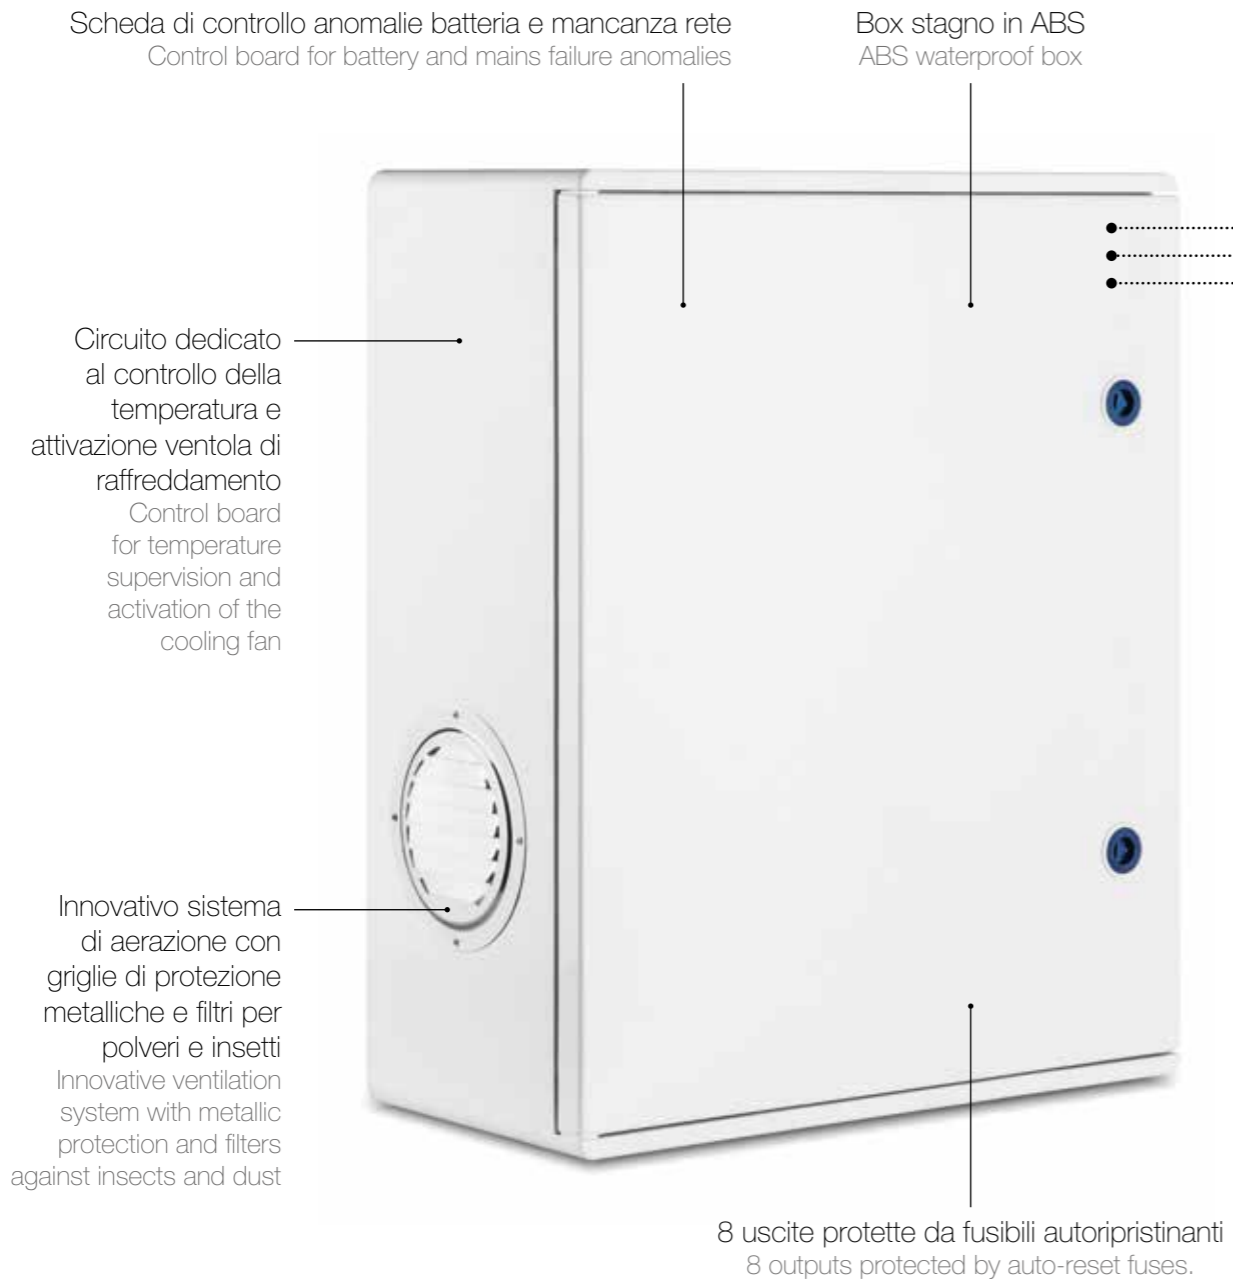 Scheda di controllo anomalie batteria e mancanza rete
Control board for battery and mains failure anomalies
Box stagno in ABS
ABS waterproof box
Circuito dedicato
al controllo della
temperatura e
attivazione ventola di
raffreddamento
Control board
for temperature
supervision and
activation of the
cooling fan
Innovativo sistema
di aerazione con
griglie di protezione
metalliche e filtri per
polveri e insetti
Innovative ventilation
system with metallic
protection and filters
against insects and dust
8 uscite protette da fusibili autoripristinanti
8 outputs protected by auto-reset fuses.